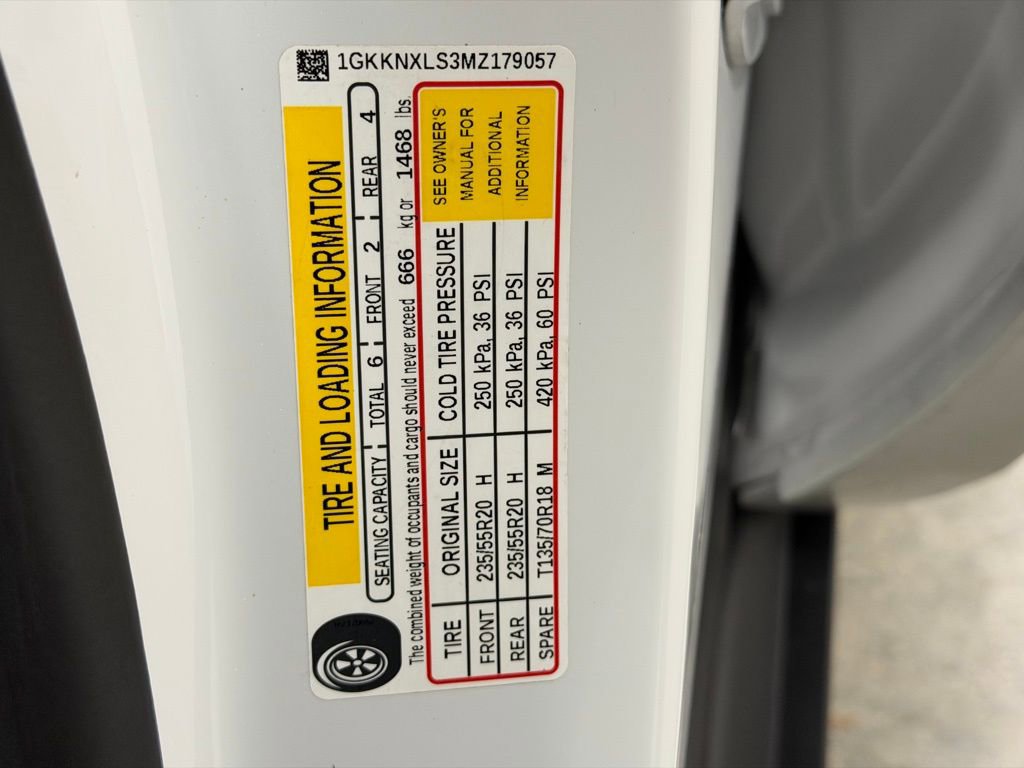 1GKKNXLS3MZ179057
TIRE AND LOADING INFORMATION
SEATING CAPACITY TOTAL 6 FRONT 2 REAR 4
The combined weight of occupants and cargo should never exceed 666 kg or 1468 lbs.
TIRE ORIGINAL SIZE COLD TIRE PRESSURE
FRONT 235/55R20 H 250 kPa, 36 PSI
REAR 235/55R20 H 250 kPa, 36 PSI
SPARE T135/70R18 M 420 kPa, 60 PSI
SEE OWNER'S
MANUAL FOR
ADDITIONAL
INFORMATION